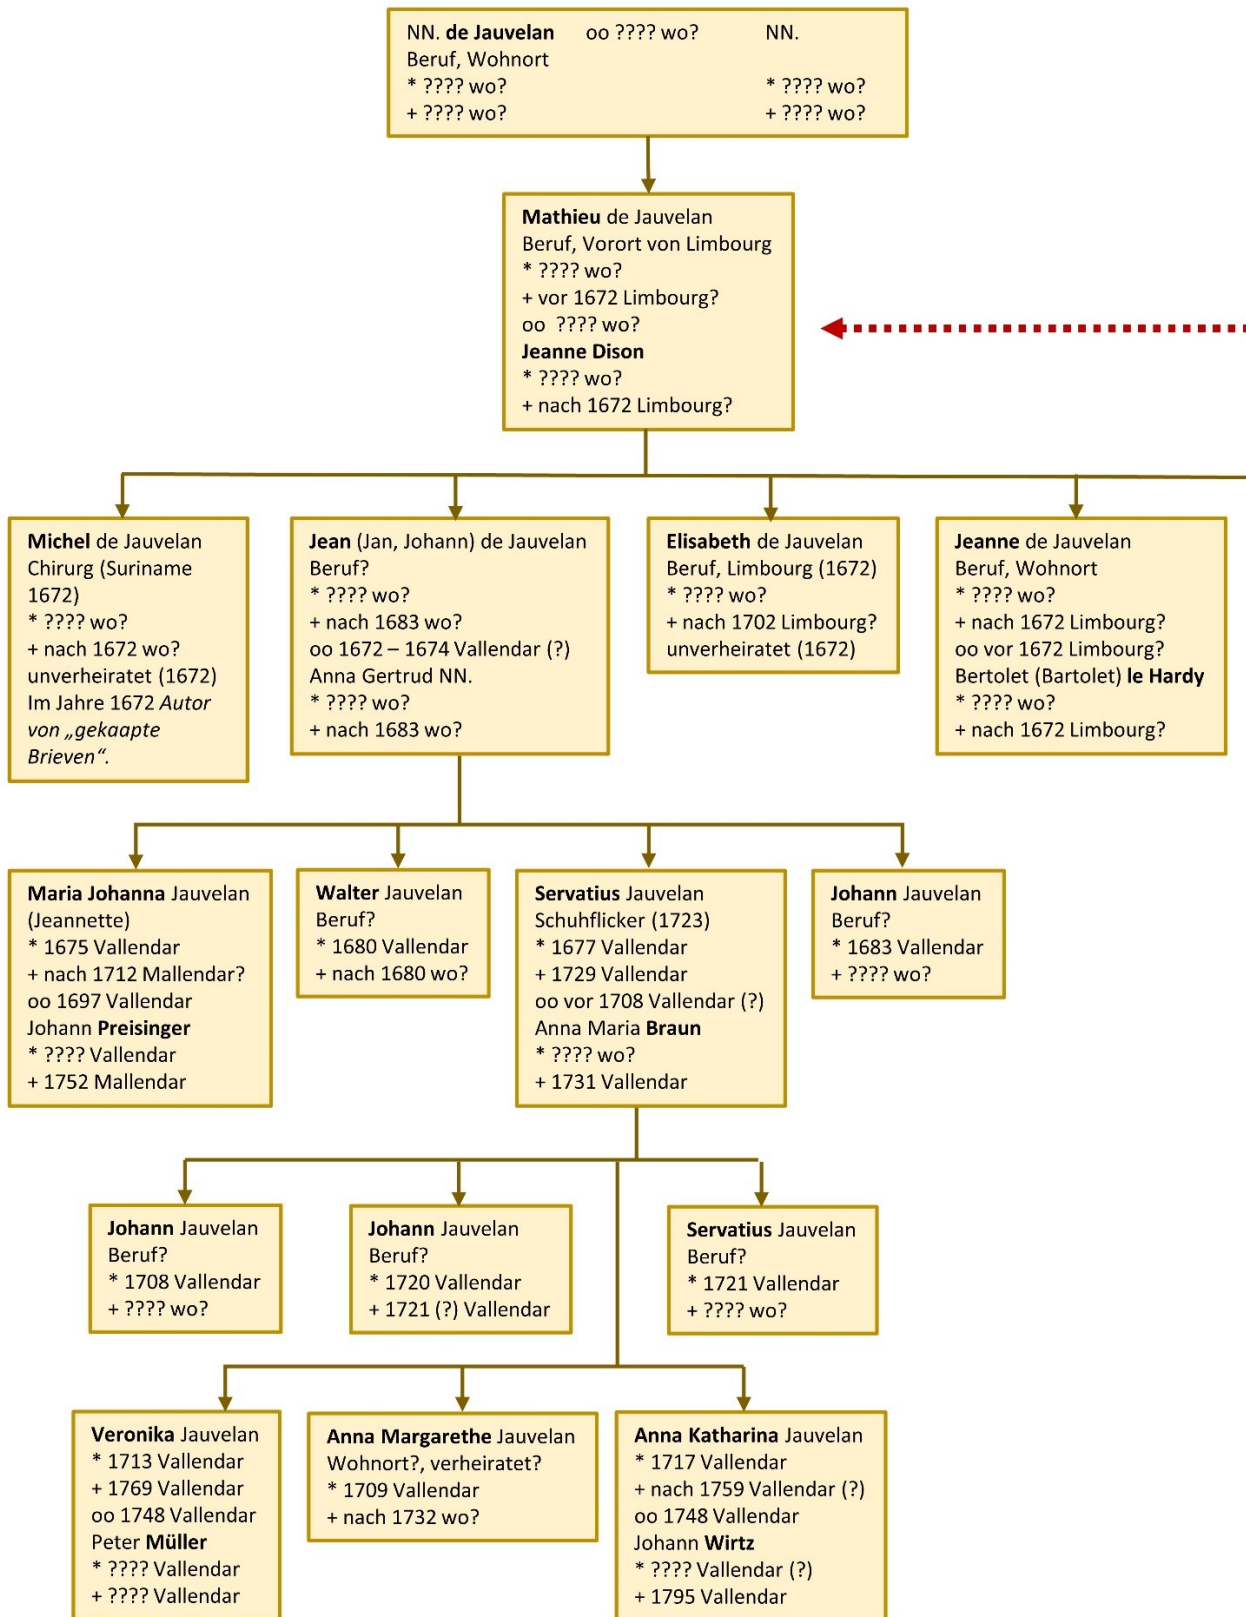 NN. de Jauvelan oo ???? wo? NN.
Beruf, Wohnort
* ???? wo? * ???? wo?
+ ???? wo? + ???? wo?
Mathieu de Jauvelan
Beruf, Vorort von Limbourg
* ???? wo?
+ vor 1672 Limbourg?
oo ???? wo?
Jeanne Dison
* ???? wo?
+ nach 1672 Limbourg?
Michel de Jauvelan
Chirurg (Suriname
1672)
* ???? wo?
+ nach 1672 wo?
unverheiratet (1672)
Im Jahre 1672 Autor
von „gekaapte
Brieven“.
Jean (Jan, Johann) de Jauvelan
Beruf?
* ???? wo?
+ nach 1683 wo?
oo 1672 – 1674 Vallendar (?)
Anna Gertrud NN.
* ???? wo?
+ nach 1683 wo?
Elisabeth de Jauvelan
Beruf, Limbourg (1672)
* ???? wo?
+ nach 1702 Limbourg?
unverheiratet (1672)
Jeanne de Jauvelan
Beruf, Wohnort
* ???? wo?
+ nach 1672 Limbourg?
oo vor 1672 Limbourg?
Bertolet (Bartolet) le Hardy
* ???? wo?
+ nach 1672 Limbourg?
Maria Johanna Jauvelan
(Jeannette)
* 1675 Vallendar
+ nach 1712 Mallendar?
oo 1697 Vallendar
Johann Preisinger
* ???? Vallendar
+ 1752 Mallendar
Walter Jauvelan
Beruf?
* 1680 Vallendar
+ nach 1680 wo?
Servatius Jauvelan
Schuhflicker (1723)
* 1677 Vallendar
+ 1729 Vallendar
oo vor 1708 Vallendar (?)
Anna Maria Braun
* ???? wo?
+ 1731 Vallendar
Johann Jauvelan
Beruf?
* 1683 Vallendar
+ ???? wo?
Johann Jauvelan
Beruf?
* 1708 Vallendar
+ ???? wo?
Johann Jauvelan
Beruf?
* 1720 Vallendar
+ 1721 (?) Vallendar
Servatius Jauvelan
Beruf?
* 1721 Vallendar
+ ???? wo?
Veronika Jauvelan
* 1713 Vallendar
+ 1769 Vallendar
oo 1748 Vallendar
Peter Müller
* ???? Vallendar
+ ???? Vallendar
Anna Margarethe Jauvelan
Wohnort?, verheiratet?
* 1709 Vallendar
+ nach 1732 wo?
Anna Katharina Jauvelan
* 1717 Vallendar
+ nach 1759 Vallendar (?)
oo 1748 Vallendar
Johann Wirtz
* ???? Vallendar (?)
+ 1795 Vallendar